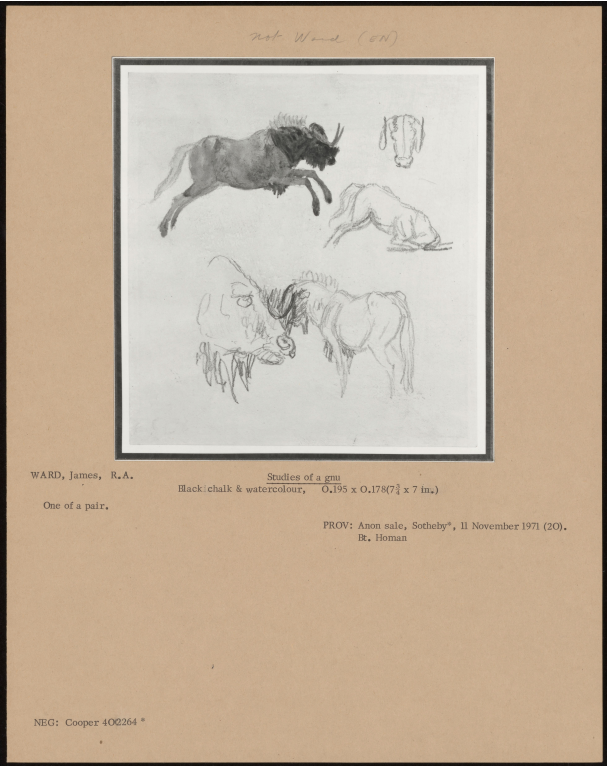 not Ward (ON)
WARD, James, R.A.
Studies of a gnu
Black chalk & watercolour, 0.195 x 0.178(7¾ x 7 in.)
One of a pair.
PROV: Anon sale, Sotheby*, 11 November 1971 (20).
Bt. Homan
NEG: Cooper 402264 *